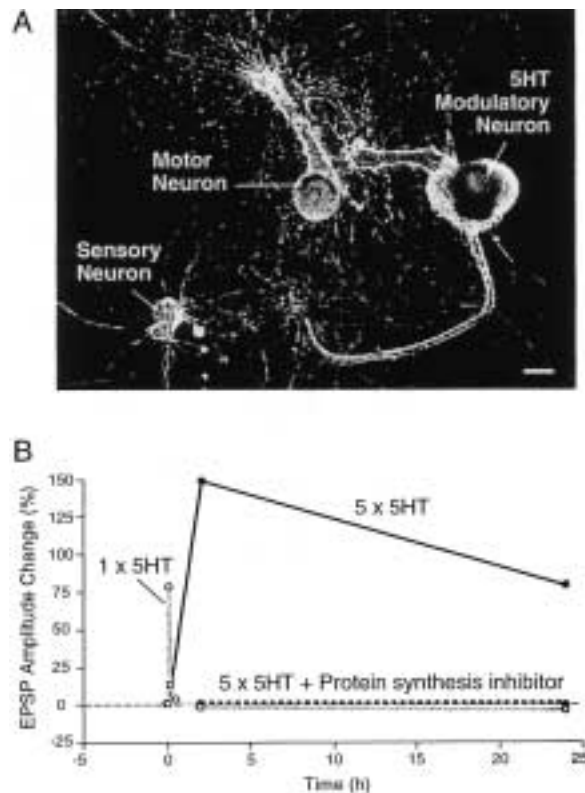 A
5HT
Modulatory
Neuron
Motor
Neuron
Sensory
Neuron
B
EPSP Amplitude Change (%)
150
125
100
75
50
25
0
-25
1 x 5HT
5 x 5HT
5 x 5HT + Protein synthesis inhibitor
-5 0 5 10 15 20 25
Time (h)